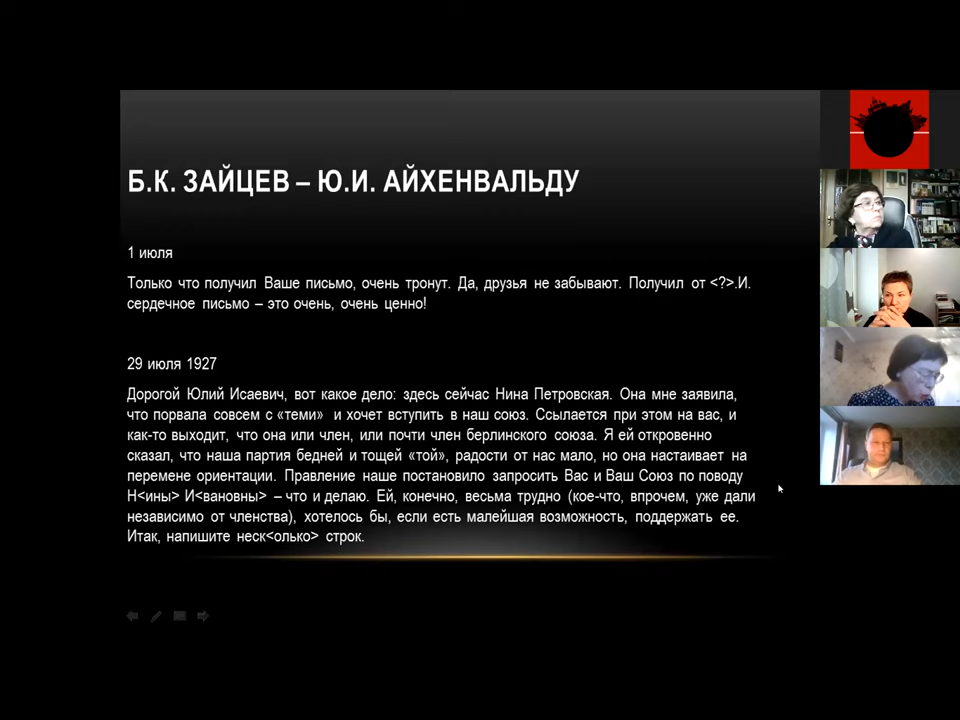 Б.К. ЗАЙЦЕВ – Ю.И. АЙХЕНВАЛЬДУ
1 июля
Только что получил Ваше письмо, очень тронут. Да, друзья не забывают. Получил от <?>.И.
сердечное письмо – это очень, очень ценно!
29 июля 1927
Дорогой Юлий Исаевич, вот какое дело: здесь сейчас Нина Петровская. Она мне заявила,
что порвала совсем с «теми» и хочет вступить в наш союз. Ссылается при этом на вас, и
как-то выходит, что она или член, или почти член берлинского союза. Я ей откровенно
сказал, что наша партия бедней и тощей «той», радости от нас мало, но она настаивает на
перемене ориентации. Правление наше постановило запросить Вас и Ваш Союз по поводу
Н<ины> И<вановны> – что и делаю. Ей, конечно, весьма трудно (кое-что, впрочем, уже дали
независимо от членства), хотелось бы, если есть малейшая возможность, поддержать ее.
Итак, напишите неск<олько> строк.